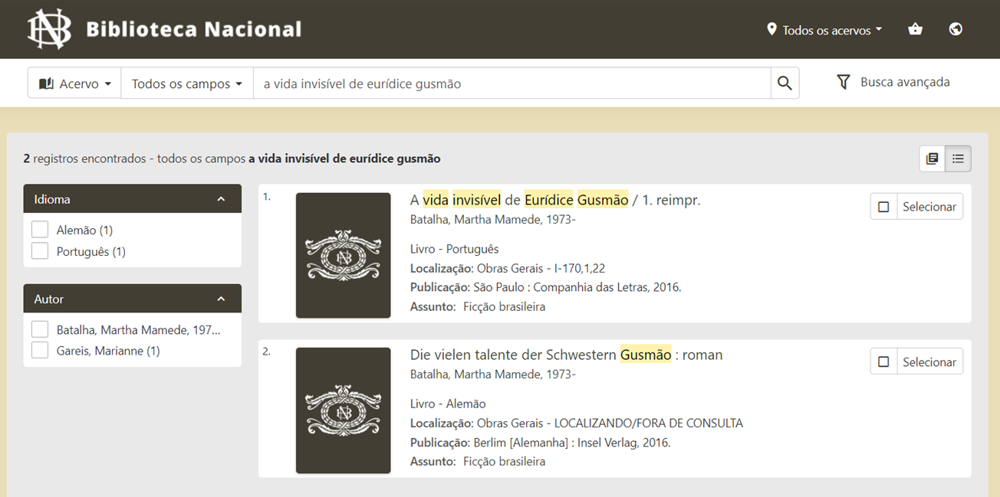 Biblioteca Nacional
Todos os acervos
Acervo
Todos os campos
a vida invisível de eurídice gusmão
Busca avançada
2 registros encontrados - todos os campos a vida invisível de eurídice gusmão
Idioma
Alemão (1)
Português (1)
Autor
Batalha, Martha Mamede, 197...
Gareis, Marianne (1)
1.
A vida invisível de Eurídice Gusmão / 1. reimpr.
Batalha, Martha Mamede, 1973-
Livro - Português
Localização: Obras Gerais - I-170,1,22
Publicação: São Paulo : Companhia das Letras, 2016.
Assunto: Ficção brasileira
Selecionar
2.
Die vielen talente der Schwestern Gusmão : roman
Batalha, Martha Mamede, 1973-
Livro - Alemão
Localização: Obras Gerais - LOCALIZANDO/FORA DE CONSULTA
Publicação: Berlim [Alemanha] : Insel Verlag, 2016.
Assunto: Ficção brasileira
Selecionar